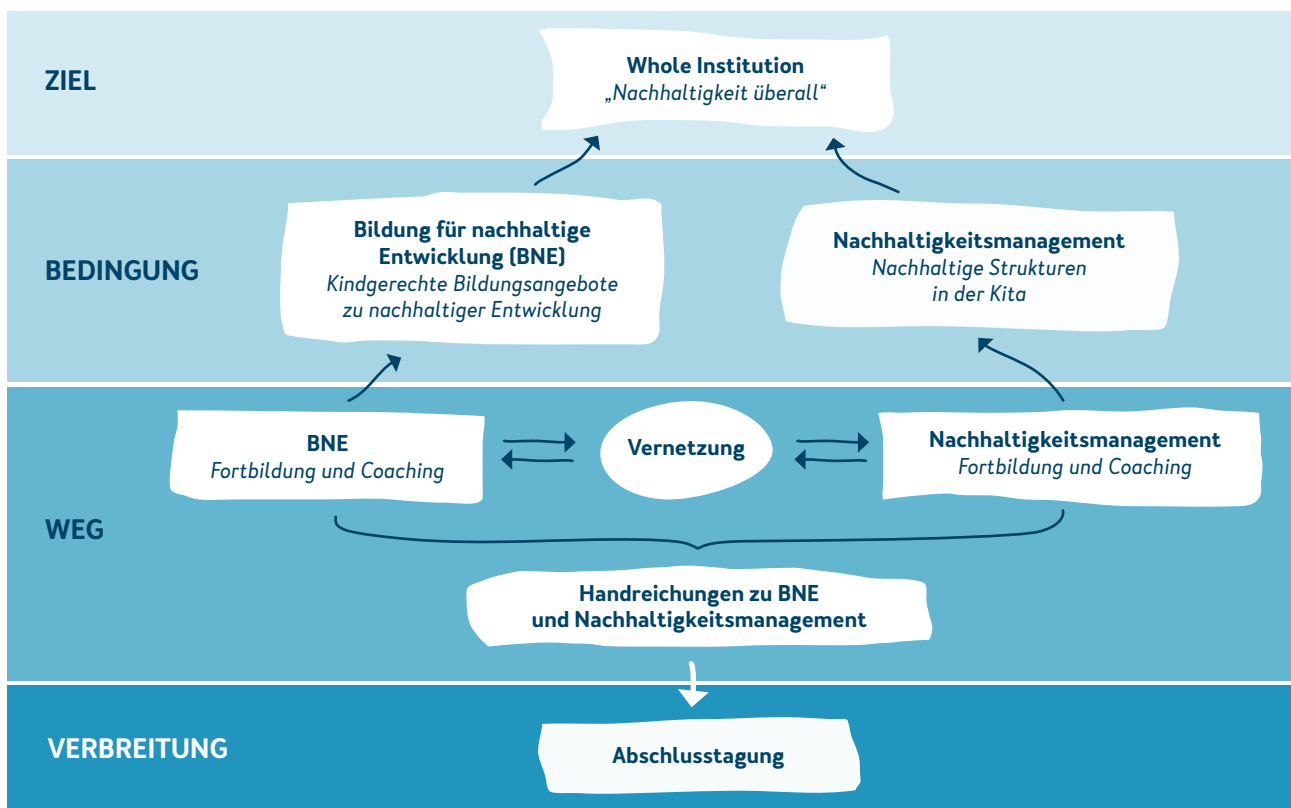 ZIEL
Whole Institution
„Nachhaltigkeit überall“
BEDINGUNG
Bildung für nachhaltige
Entwicklung (BNE)
Kindgerechte Bildungsangebote
zu nachhaltiger Entwicklung
Nachhaltigkeitsmanagement
Nachhaltige Strukturen
in der Kita
WEG
BNE
Fortbildung und Coaching
Vernetzung
Nachhaltigkeitsmanagement
Fortbildung und Coaching
Handreichungen zu BNE
und Nachhaltigkeitsmanagement
VERBREITUNG
Abschlusstagung